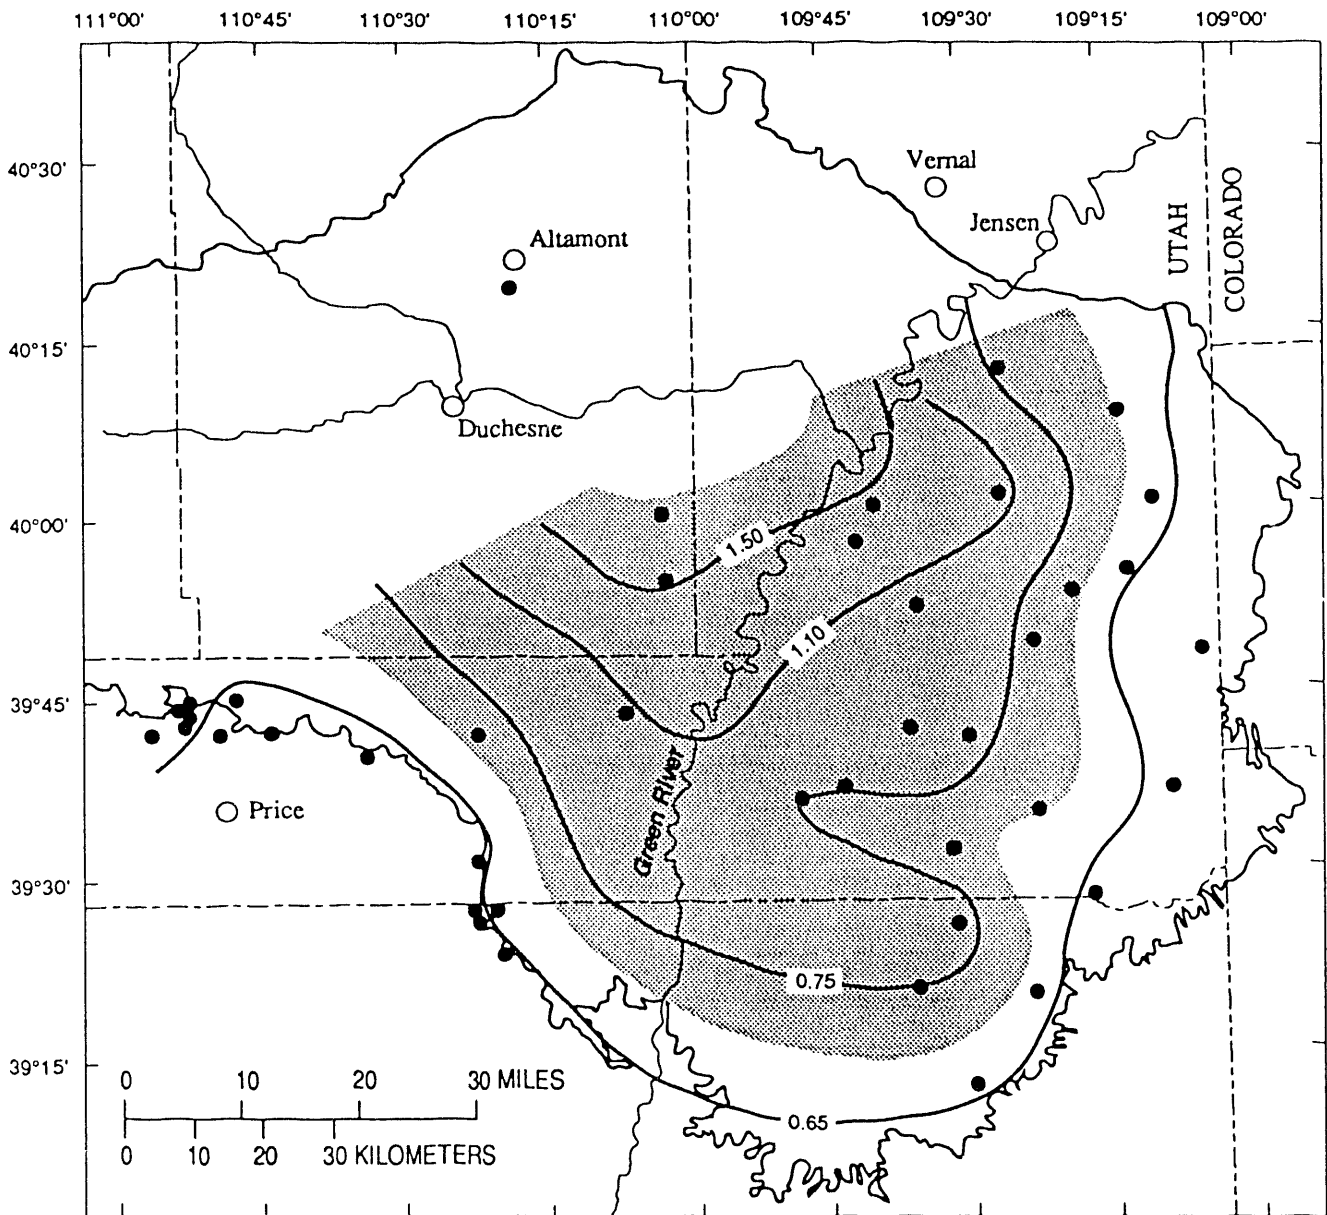 111°00' 110°45' 110°30' 110°15' 110°00' 109°45' 109°30' 109°15' 109°00'
40°30'
Vernal
Jensen
UTAH
COLORADO
Altamont
40°15'
Duchesne
40°00'
1.50
1.10
39°45'
Green River
Price
39°30'
0.75
39°15'
0 10 20 30 MILES
0.65
0 10 20 30 KILOMETERS